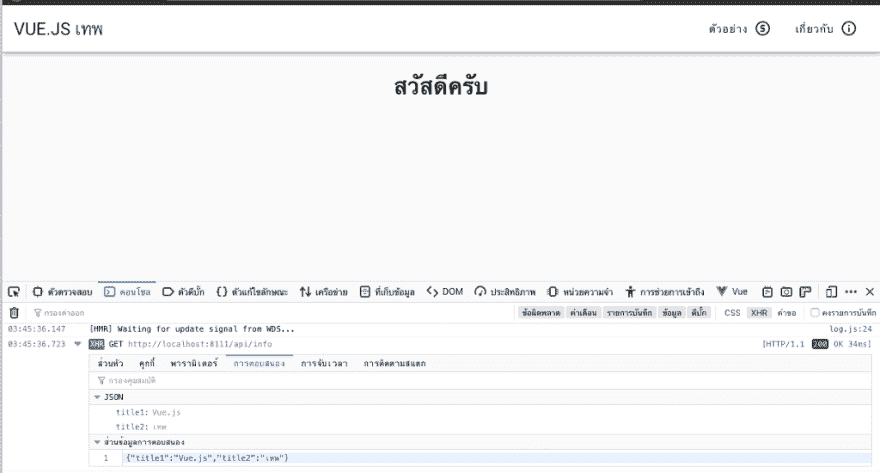 VUE.JS เทพ ตัวอย่าง เกี่ยวกับ
สวัสดีครับ
ตัวตรวจสอบ คอนโซล ตัวดีบั๊ก ตัวแก้ไขลักษณะ เครือข่าย ที่เก็บข้อมูล DOM ประสิทธิภาพ หน่วยความจำ การช่วยการเข้าถึง Vue
กรองค่าออก ข้อผิดพลาด คำเตือน รายการบันทึก ข้อมูล ดีบั๊ก CSS XHR คำขอ คงรายการบันทึก
03:45:36.147 [HMR] Waiting for update signal from WDS... log.js:24
03:45:36.723 XHR GET http://localhost:8111/api/info [HTTP/1.1 200 OK 34ms]
ส่วนหัว คุกกี้ พารามิเตอร์ การตอบสนอง การจับเวลา การติดตามสแตก
กรองคุณสมบัติ
JSON
title1: Vue.js
title2: เทพ
ส่วนข้อมูลการตอบสนอง
1 {"title1":"Vue.js","title2":"เทพ"}